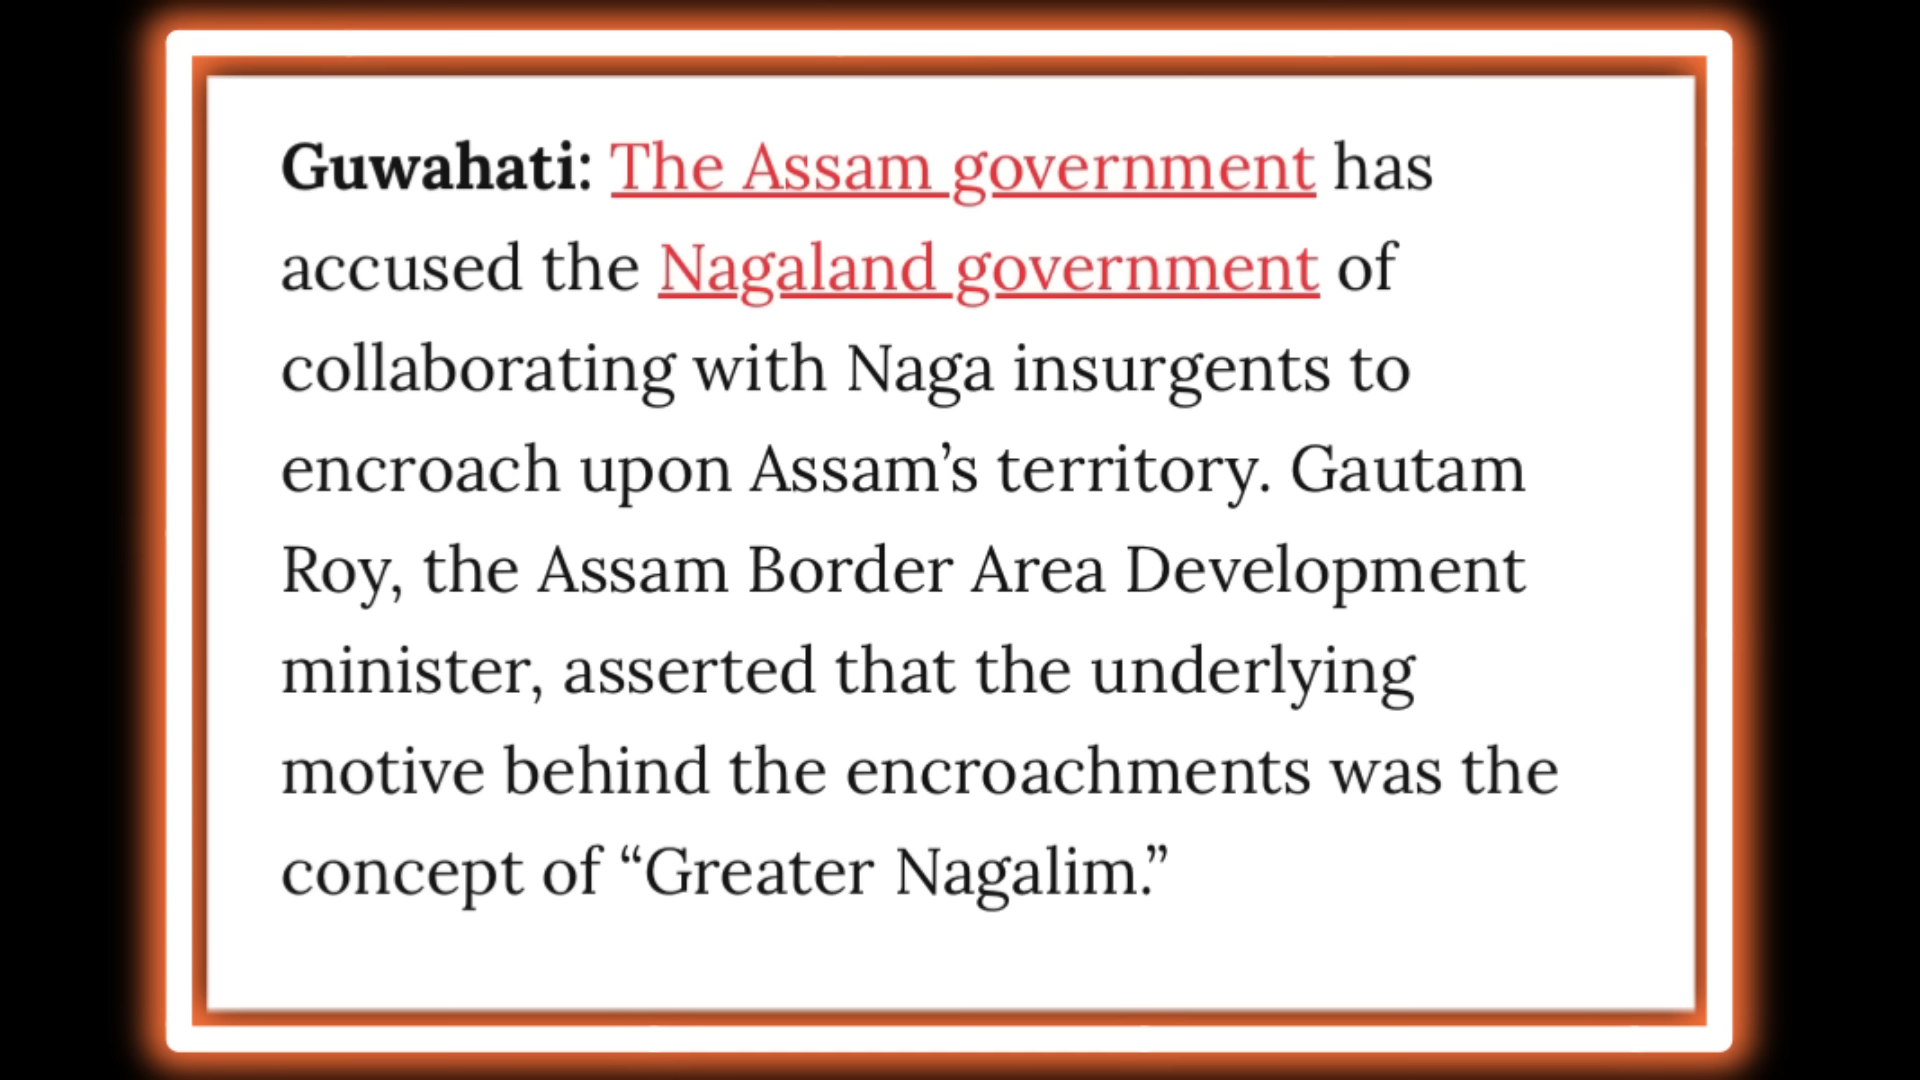 Guwahati: The Assam government has
accused the Nagaland government of
collaborating with Naga insurgents to
encroach upon Assam’s territory. Gautam
Roy, the Assam Border Area Development
minister, asserted that the underlying
motive behind the encroachments was the
concept of “Greater Nagalim.”